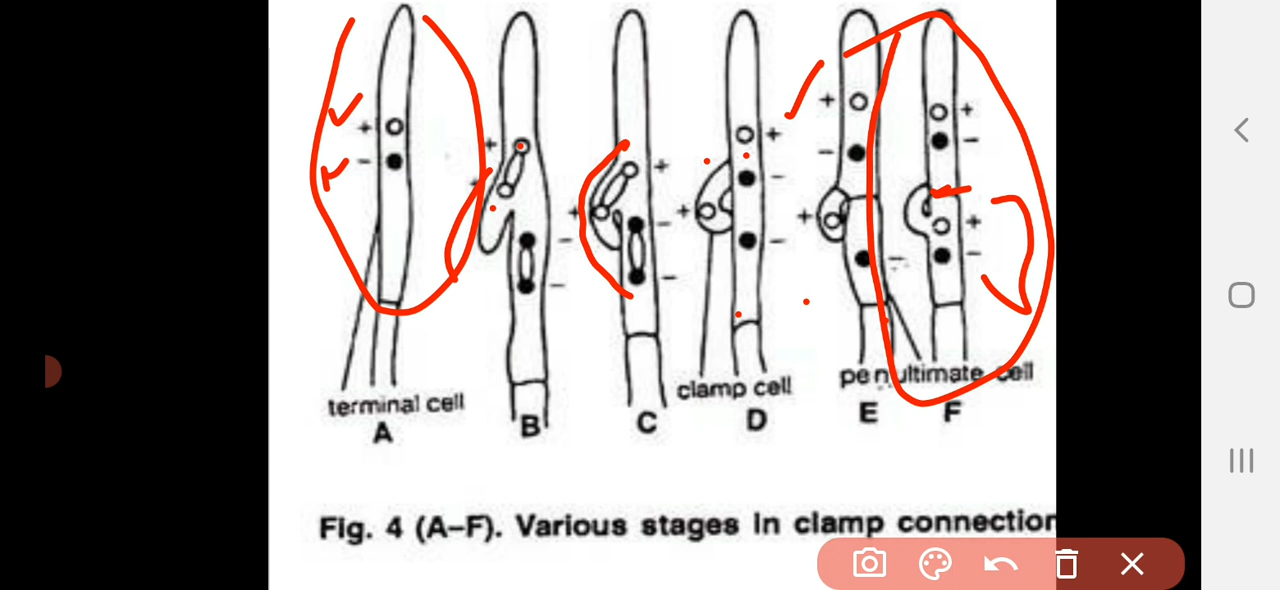 terminal cell
clamp cell
penultimate cell
A
B
C
D
E
F
Fig. 4 (A–F). Various stages in clamp connection